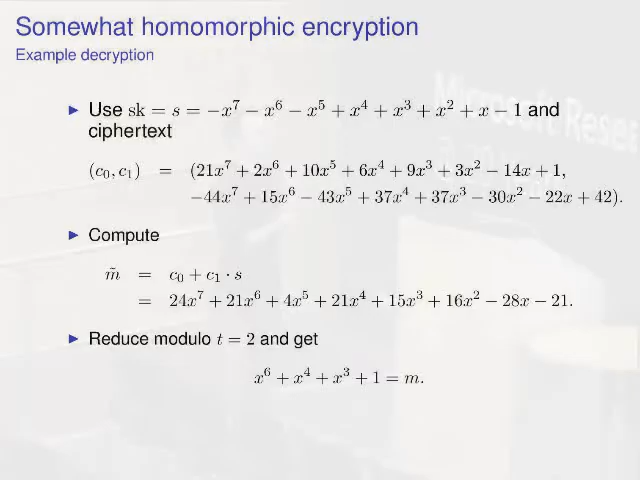 Somewhat homomorphic encryption
Example decryption
▶ Use sk = s = −x⁷ − x⁶ − x⁵ + x⁴ + x³ + x² + x − 1 and
ciphertext
(c₀, c₁) = (21x⁷ + 2x⁶ + 10x⁵ + 6x⁴ + 9x³ + 3x² − 14x + 1,
−44x⁷ + 15x⁶ − 43x⁵ + 37x⁴ + 37x³ − 30x² − 22x + 42).
▶ Compute
m̃ = c₀ + c₁ · s
= 24x⁷ + 21x⁶ + 4x⁵ + 21x⁴ + 15x³ + 16x² − 28x − 21.
▶ Reduce modulo t = 2 and get
x⁶ + x⁴ + x³ + 1 = m.
Microsoft Resea